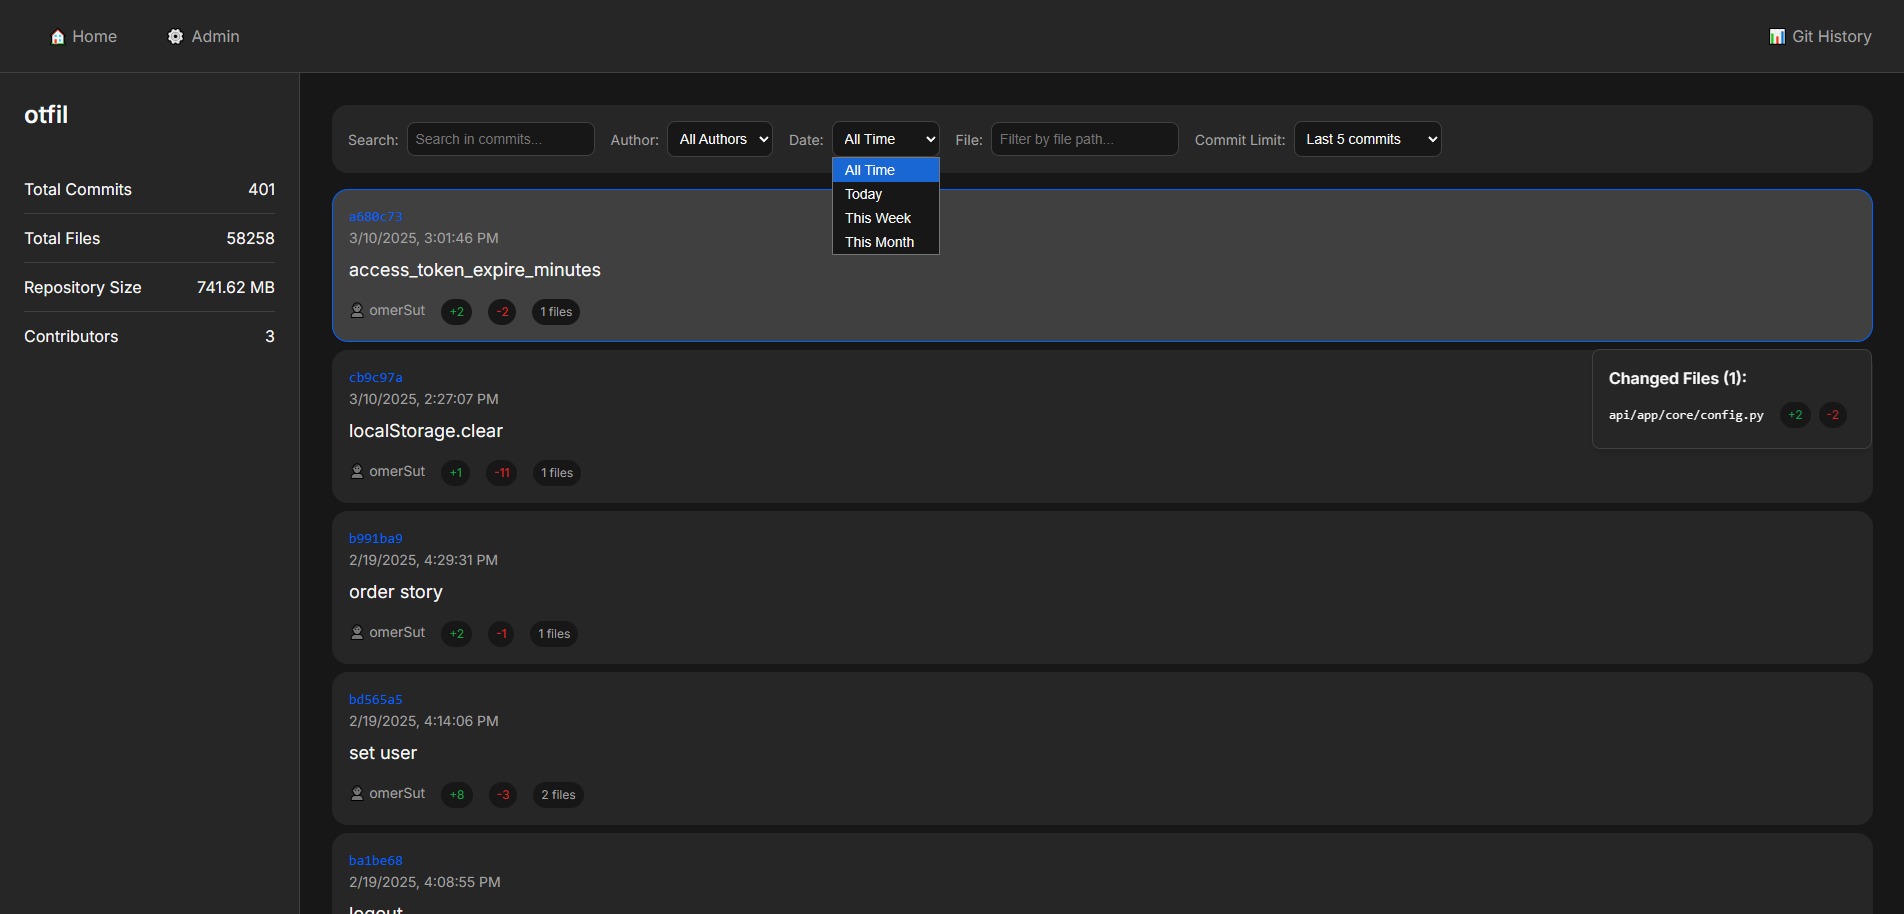 Home
Admin
Git History
otfil
Total Commits 401
Total Files 58258
Repository Size 741.62 MB
Contributors 3
Search: Search in commits... Author: All Authors Date: All Time File: Filter by file path... Commit Limit: Last 5 commits
All Time
Today
This Week
This Month
a680c73
3/10/2025, 3:01:46 PM
access_token_expire_minutes
omerSut +2 -2 1 files
Changed Files (1):
api/app/core/config.py +2 -2
cb9c97a
3/10/2025, 2:27:07 PM
localStorage.clear
omerSut +1 -11 1 files
b991ba9
2/19/2025, 4:29:31 PM
order story
omerSut +2 -1 1 files
bd565a5
2/19/2025, 4:14:06 PM
set user
omerSut +8 -3 2 files
ba1be68
2/19/2025, 4:08:55 PM
logout